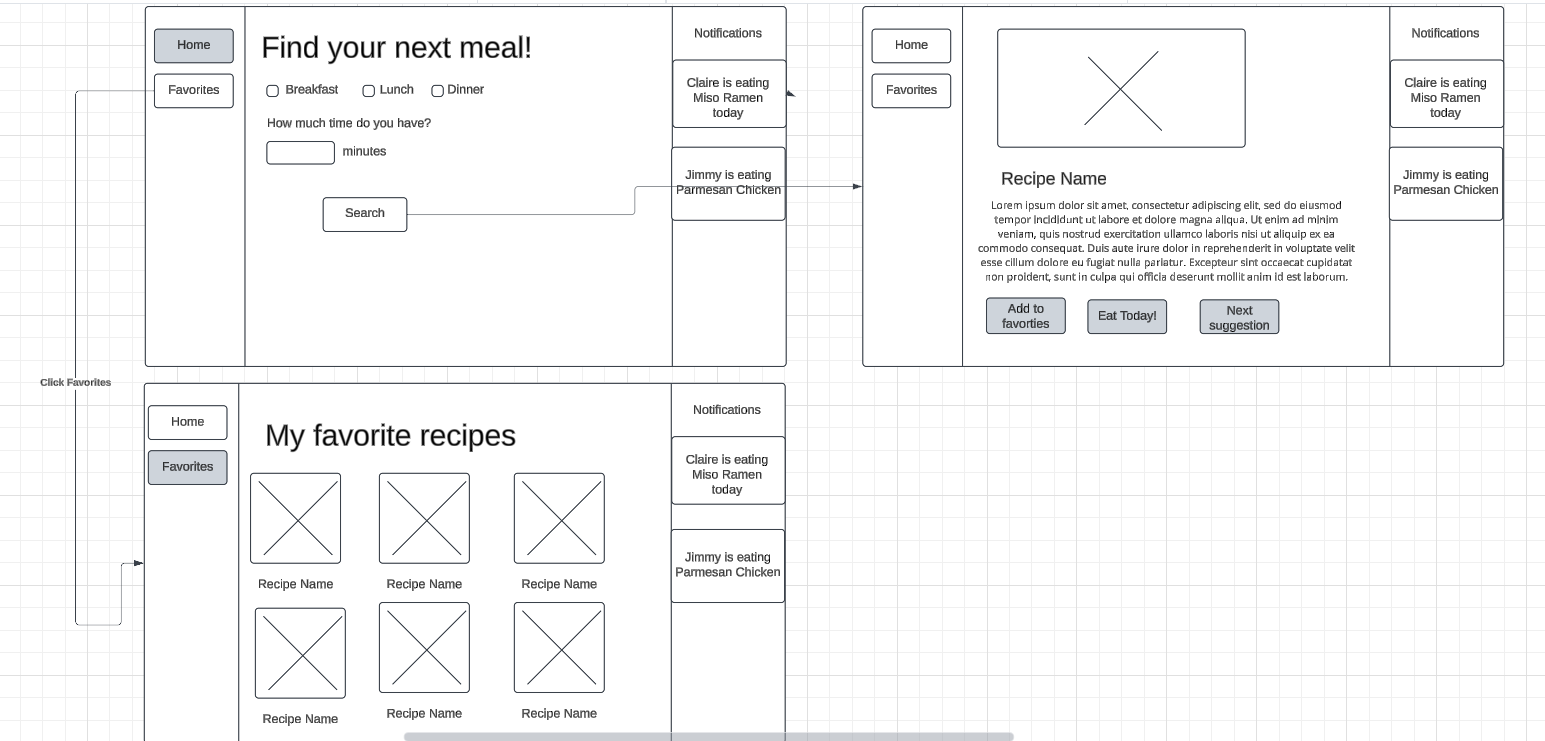 Home
Favorites
Find your next meal!
Breakfast
Lunch
Dinner
How much time do you have?
minutes
Search
Notifications
Claire is eating
Miso Ramen
today
Jimmy is eating
Parmesan Chicken
Home
Favorites
Recipe Name
Lorem ipsum dolor sit amet, consectetur adipiscing elit, sed do eiusmod
tempor incididunt ut labore et dolore magna aliqua. Ut enim ad minim
veniam, quis nostrud exercitation ullamco laboris nisi ut aliquip ex ea
commodo consequat. Duis aute irure dolor in reprehenderit in voluptate velit
esse cillum dolore eu fugiat nulla pariatur. Excepteur sint occaecat cupidatat
non proident, sunt in culpa qui officia deserunt mollit anim id est laborum.
Add to
favorties
Eat Today!
Next
suggestion
Notifications
Claire is eating
Miso Ramen
today
Jimmy is eating
Parmesan Chicken
Click Favorites
Home
Favorites
My favorite recipes
Recipe Name
Recipe Name
Recipe Name
Recipe Name
Recipe Name
Recipe Name
Notifications
Claire is eating
Miso Ramen
today
Jimmy is eating
Parmesan Chicken